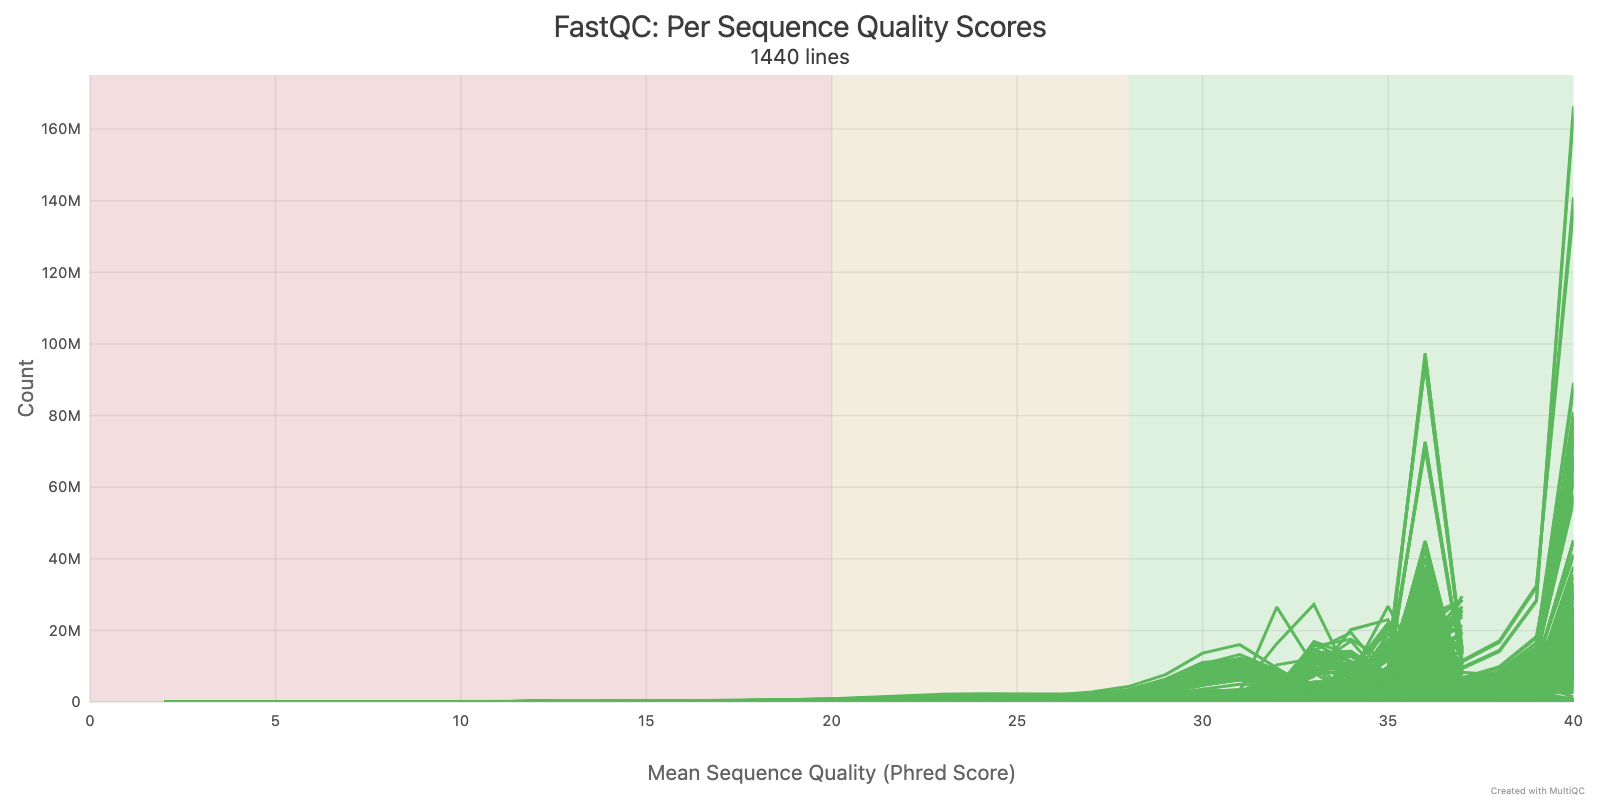 FastQC: Per Sequence Quality Scores
1440 lines
160M
140M
120M
100M
80M
60M
40M
20M
0
Count
0 5 10 15 20 25 30 35 40
Mean Sequence Quality (Phred Score)
Created with MultiQC